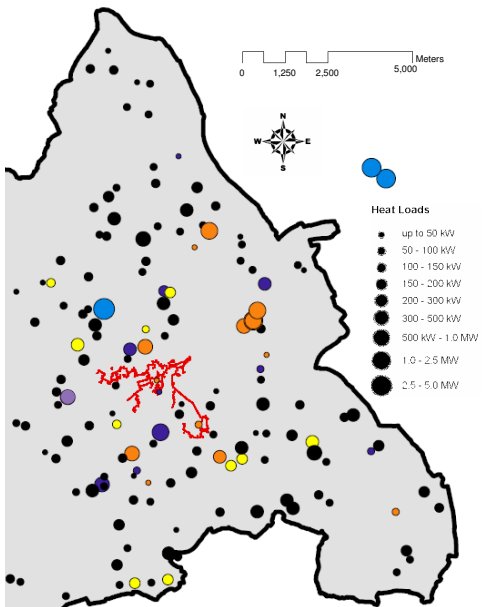 Meters
0 1,250 2,500 5,000
N
W E
S
Heat Loads
up to 50 kW
50 - 100 kW
100 - 150 kW
150 - 200 kW
200 - 300 kW
300 - 500 kW
500 kW - 1.0 MW
1.0 - 2.5 MW
2.5 - 5.0 MW